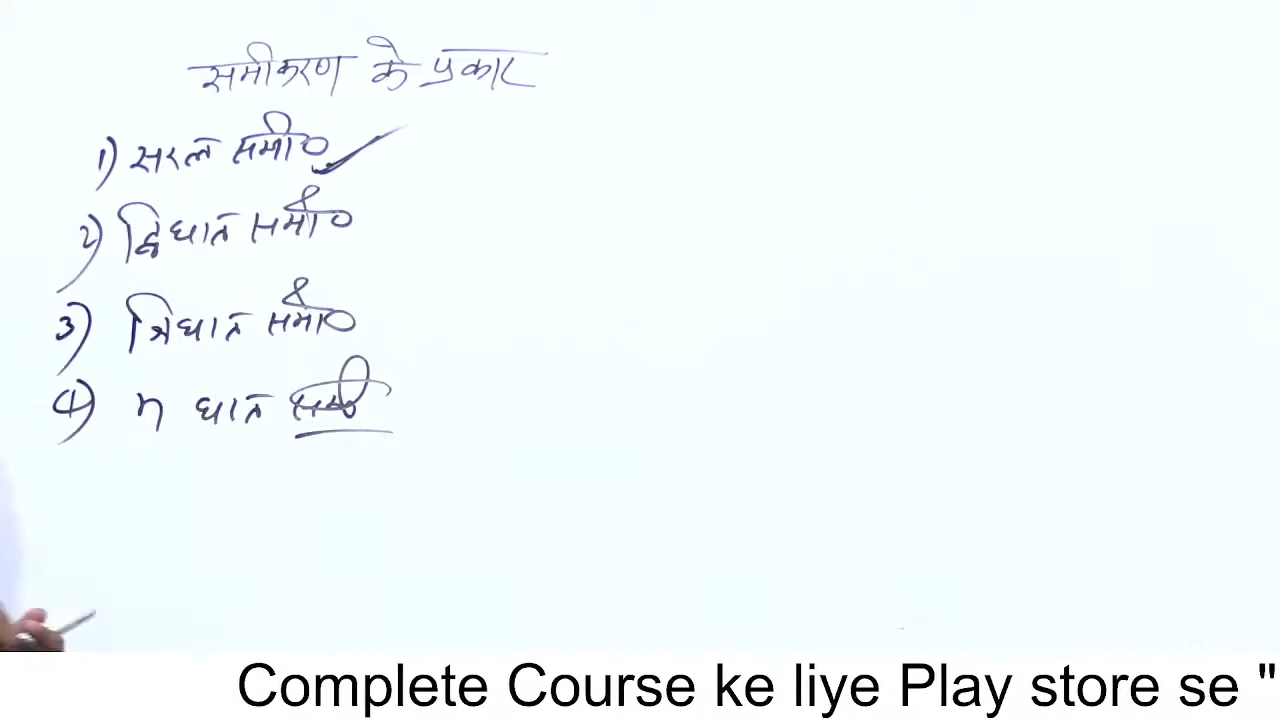 समीकरण के प्रकार
1) सरल समी०
2) द्विघात समी०
3) त्रिघात समी०
4) n घात समी
Complete Course ke liye Play store se "